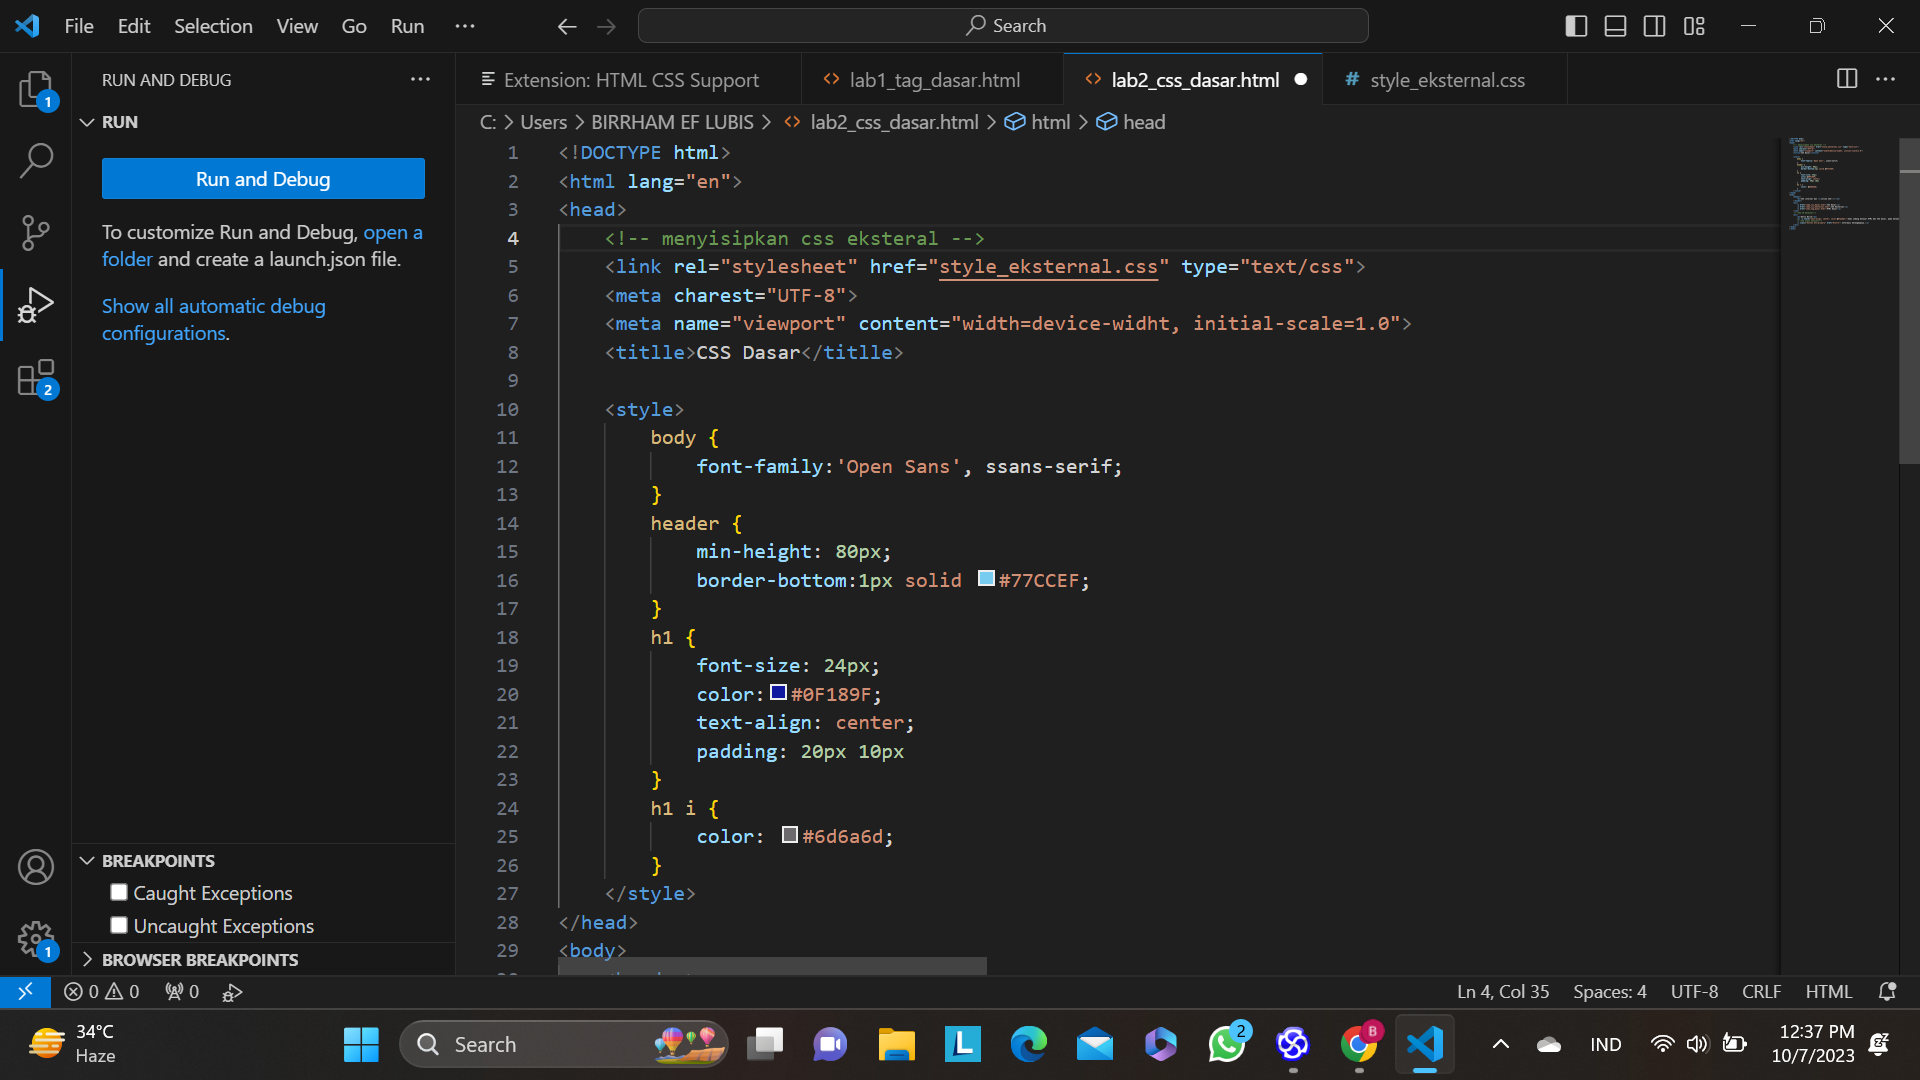 File Edit Selection View Go Run ···
Search
RUN AND DEBUG ···
Extension: HTML CSS Support
lab1_tag_dasar.html
lab2_css_dasar.html
# style_eksternal.css
RUN
C: > Users > BIRRHAM EF LUBIS > lab2_css_dasar.html > html > head
Run and Debug
To customize Run and Debug, open a
folder and create a launch.json file.
Show all automatic debug
configurations.
1 <!DOCTYPE html>
2 <html lang="en">
3 <head>
4 <!-- menyisipkan css eksteral -->
5 <link rel="stylesheet" href="style_eksternal.css" type="text/css">
6 <meta charest="UTF-8">
7 <meta name="viewport" content="width=device-widht, initial-scale=1.0">
8 <titlle>CSS Dasar</titlle>
9
10 <style>
11 body {
12 font-family:'Open Sans', ssans-serif;
13 }
14 header {
15 min-height: 80px;
16 border-bottom:1px solid #77CCEF;
17 }
18 h1 {
19 font-size: 24px;
20 color:#0F189F;
21 text-align: center;
22 padding: 20px 10px
23 }
24 h1 i {
25 color: #6d6a6d;
26 }
27 </style>
28 </head>
29 <body>
1
2
1
BREAKPOINTS
Caught Exceptions
Uncaught Exceptions
BROWSER BREAKPOINTS
0 0 0
Ln 4, Col 35 Spaces: 4 UTF-8 CRLF HTML
34°C
Haze
Search
L
2
B
IND
12:37 PM
10/7/2023